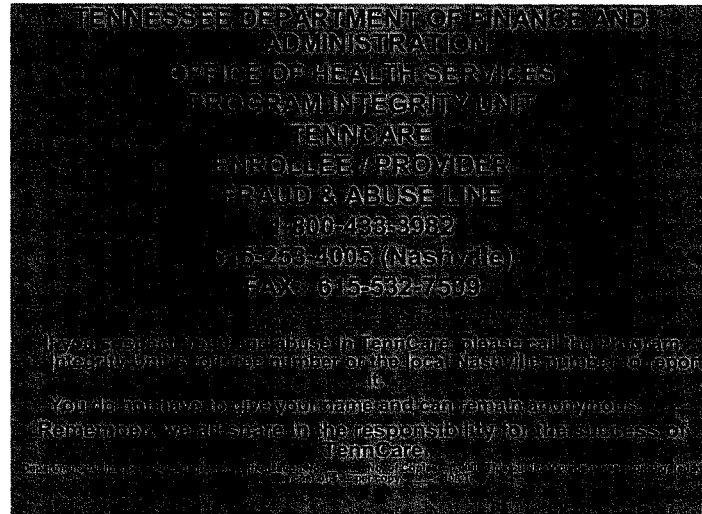 TENNESSEE DEPARTMENT OF FINANCE AND
ADMINISTRATION
OFFICE OF HEALTH SERVICES
PROGRAM INTEGRITY UNIT
TENNCARE
ENROLLEE / PROVIDER
FRAUD & ABUSE LINE
1-800-433-3982
615-253-4005 (Nashville)
FAX: 615-532-7509
If you suspect fraud and abuse in TennCare, please call the Program
Integrity Unit's toll-free number or the local Nashville number to report
it.
You do not have to give your name and can remain anonymous
Remember, we all share in the responsibility for the success of
TennCare